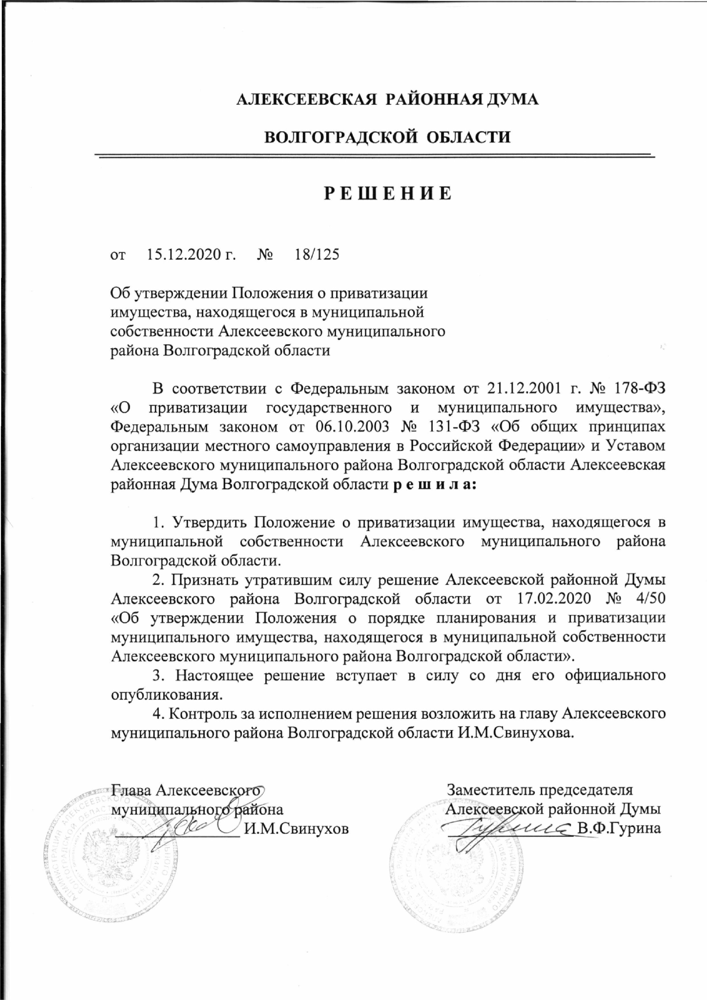 АЛЕКСЕЕВСКАЯ РАЙОННАЯ ДУМА
ВОЛГОГРАДСКОЙ ОБЛАСТИ
Р Е Ш Е Н И Е
от 15.12.2020 г. № 18/125
Об утверждении Положения о приватизации
имущества, находящегося в муниципальной
собственности Алексеевского муниципального
района Волгоградской области
В соответствии с Федеральным законом от 21.12.2001 г. № 178-ФЗ
«О приватизации государственного и муниципального имущества»,
Федеральным законом от 06.10.2003 № 131-ФЗ «Об общих принципах
организации местного самоуправления в Российской Федерации» и Уставом
Алексеевского муниципального района Волгоградской области Алексеевская
районная Дума Волгоградской области р е ш и л а:
1. Утвердить Положение о приватизации имущества, находящегося в
муниципальной собственности Алексеевского муниципального района
Волгоградской области.
2. Признать утратившим силу решение Алексеевской районной Думы
Алексеевского района Волгоградской области от 17.02.2020 № 4/50
«Об утверждении Положения о порядке планирования и приватизации
муниципального имущества, находящегося в муниципальной собственности
Алексеевского муниципального района Волгоградской области».
3. Настоящее решение вступает в силу со дня его официального
опубликования.
4. Контроль за исполнением решения возложить на главу Алексеевского
муниципального района Волгоградской области И.М.Свинухова.
Глава Алексеевского
муниципального района
И.М.Свинухов
Заместитель председателя
Алексеевской районной Думы
В.Ф.Гурина
АДМИНИСТРАЦИЯ АЛЕКСЕЕВСКОГО МУНИЦИПАЛЬНОГО РАЙОНА
ВОЛГОГРАДСКОЙ ОБЛАСТИ